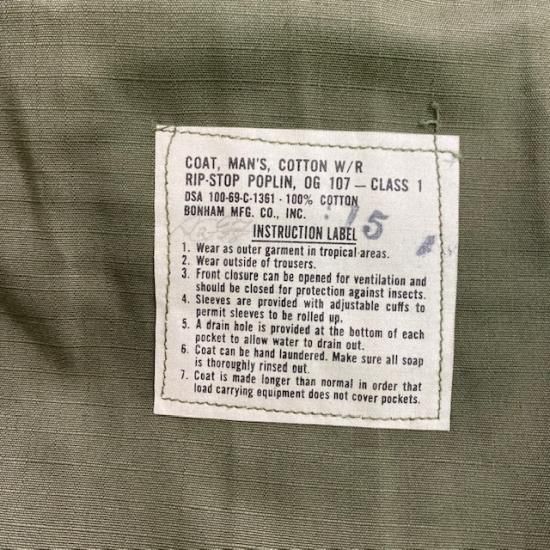 COAT, MAN'S, COTTON W/R
RIP-STOP POPLIN, OG 107 — CLASS 1
DSA 100-69-C-1361 - 100% COTTON
BONHAM MFG. CO., INC.
15
INSTRUCTION LABEL
1. Wear as outer garment in tropical areas.
2. Wear outside of trousers.
3. Front closure can be opened for ventilation and
should be closed for protection against insects.
4. Sleeves are provided with adjustable cuffs to
permit sleeves to be rolled up.
5. A drain hole is provided at the bottom of each
pocket to allow water to drain out.
6. Coat can be hand laundered. Make sure all soap
is thoroughly rinsed out.
7. Coat is made longer than normal in order that
load carrying equipment does not cover pockets.